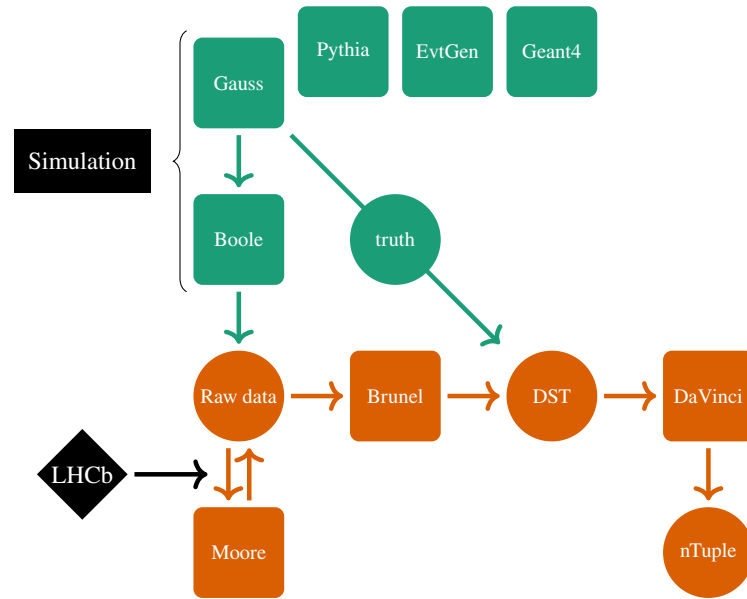 Pythia
EvtGen
Geant4
Gauss
Simulation
Boole
truth
Raw data
Brunel
DST
DaVinci
LHCb
Moore
nTuple